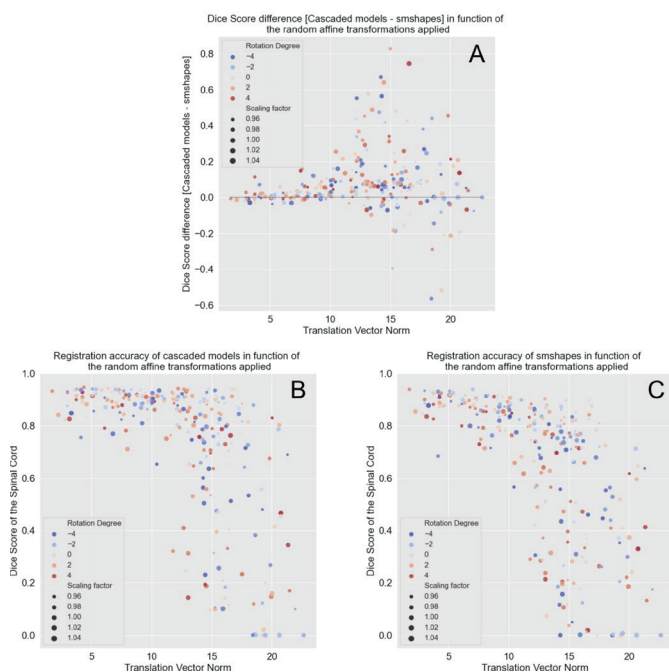 Dice Score difference [Cascaded models - smshapes] in function of
the random affine transformations applied
A
Rotation Degree
−4
−2
0
2
4
Scaling factor
0.96
0.98
1.00
1.02
1.04
0.8
0.6
0.4
0.2
0.0
−0.2
−0.4
−0.6
Dice Score difference [Cascaded models - smshapes]
5
10
15
20
Translation Vector Norm
Registration accuracy of cascaded models in function of
the random affine transformations applied
B
1.0
0.8
0.6
0.4
0.2
0.0
Dice Score of the Spinal Cord
Rotation Degree
−4
−2
0
2
4
Scaling factor
0.96
0.98
1.00
1.02
1.04
5
10
15
20
Translation Vector Norm
Registration accuracy of smshapes in function of
the random affine transformations applied
C
1.0
0.8
0.6
0.4
0.2
0.0
Dice Score of the Spinal Cord
Rotation Degree
−4
−2
0
2
4
Scaling factor
0.96
0.98
1.00
1.02
1.04
5
10
15
20
Translation Vector Norm